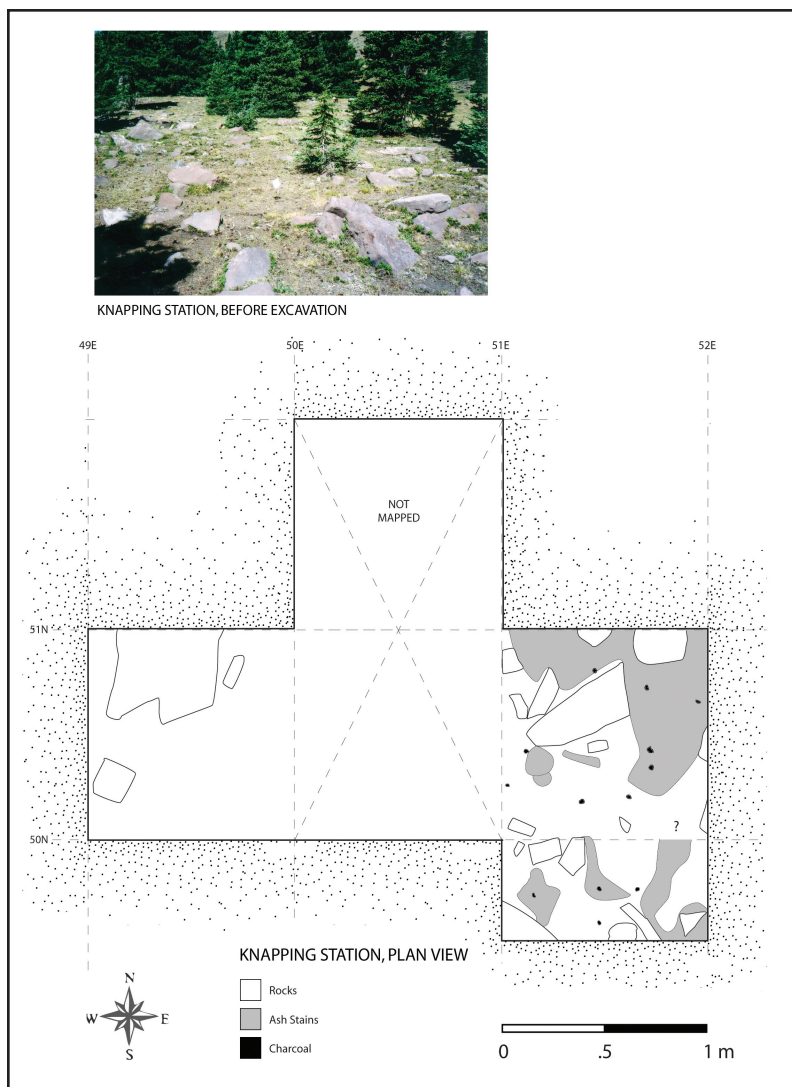 KNAPPING STATION, BEFORE EXCAVATION
49E 50E 51E 52E
NOT
MAPPED
51N
50N
?
KNAPPING STATION, PLAN VIEW
Rocks
Ash Stains
Charcoal
N
W E
S
0 .5 1 m